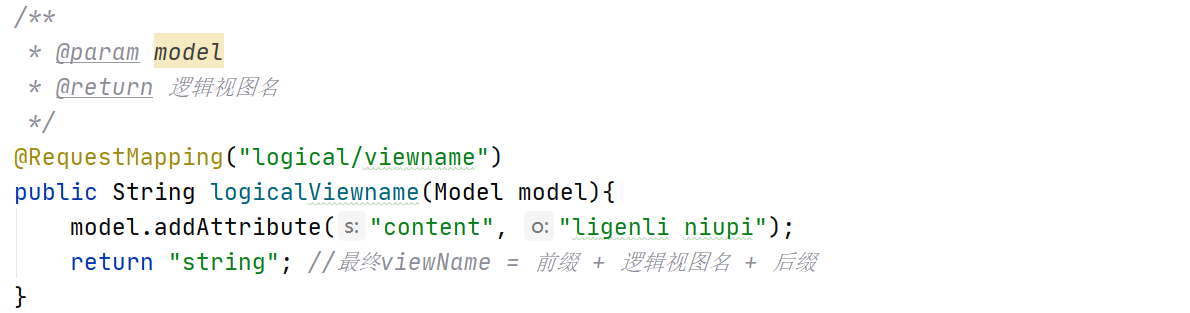 /**
 * @param model
 * @return 逻辑视图名
 */
@RequestMapping("logical/viewname")
public String logicalViewname(Model model){
    model.addAttribute( s: "content", o: "ligenli niupi");
    return "string"; //最终viewName = 前缀 + 逻辑视图名 + 后缀
}